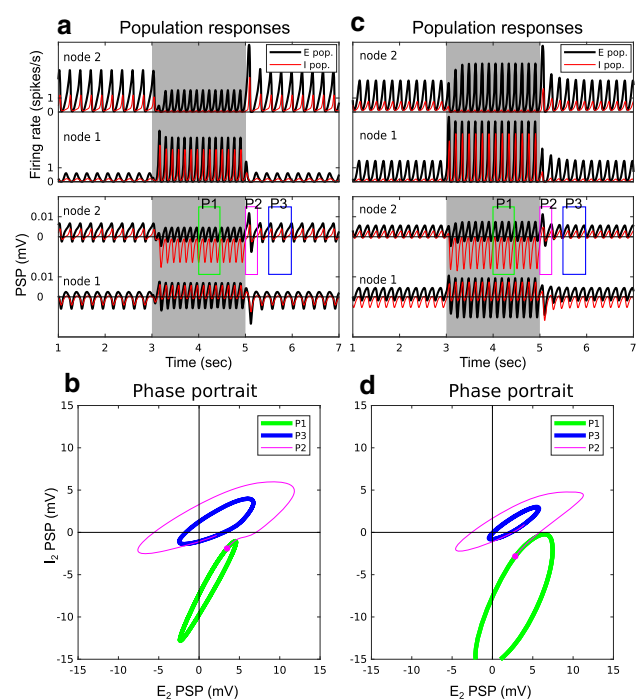 a
Population responses
node 2
E pop.
I pop.
1
0
node 1
1
0
Firing rate (spikes/s)
node 2
P1
P2
P3
0.01
0
node 1
0.01
0
PSP (mV)
1 2 3 4 5 6 7
Time (sec)
c
Population responses
node 2
E pop.
I pop.
node 1
node 2
P1
P2
P3
node 1
1 2 3 4 5 6 7
Time (sec)
b
Phase portrait
P1
P3
P2
15
10
5
0
-5
-10
-15
I2 PSP (mV)
-15 -10 -5 0 5 10 15
E2 PSP (mV)
d
Phase portrait
P1
P3
P2
15
10
5
0
-5
-10
-15
-15 -10 -5 0 5 10 15
E2 PSP (mV)